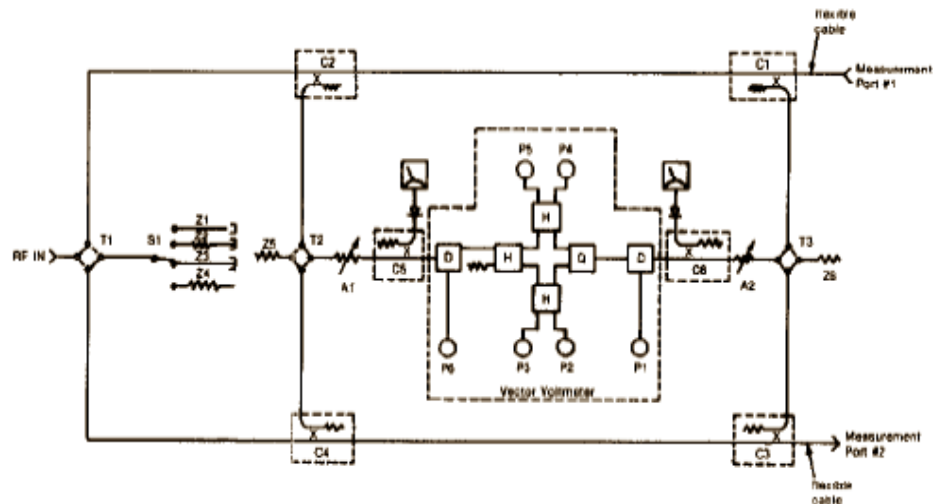 flexible
cable
C2
C1
Measurement
Port #1
P5
P4
H
Z1
Z2
RF IN
T1
S1
Z3
Z4
Z5
T2
A1
C5
D
H
Q
D
C6
A2
T3
Z6
H
P6
P3
P2
P1
Vector Voltmeter
C4
C3
Measurement
Port #2
flexible
cable